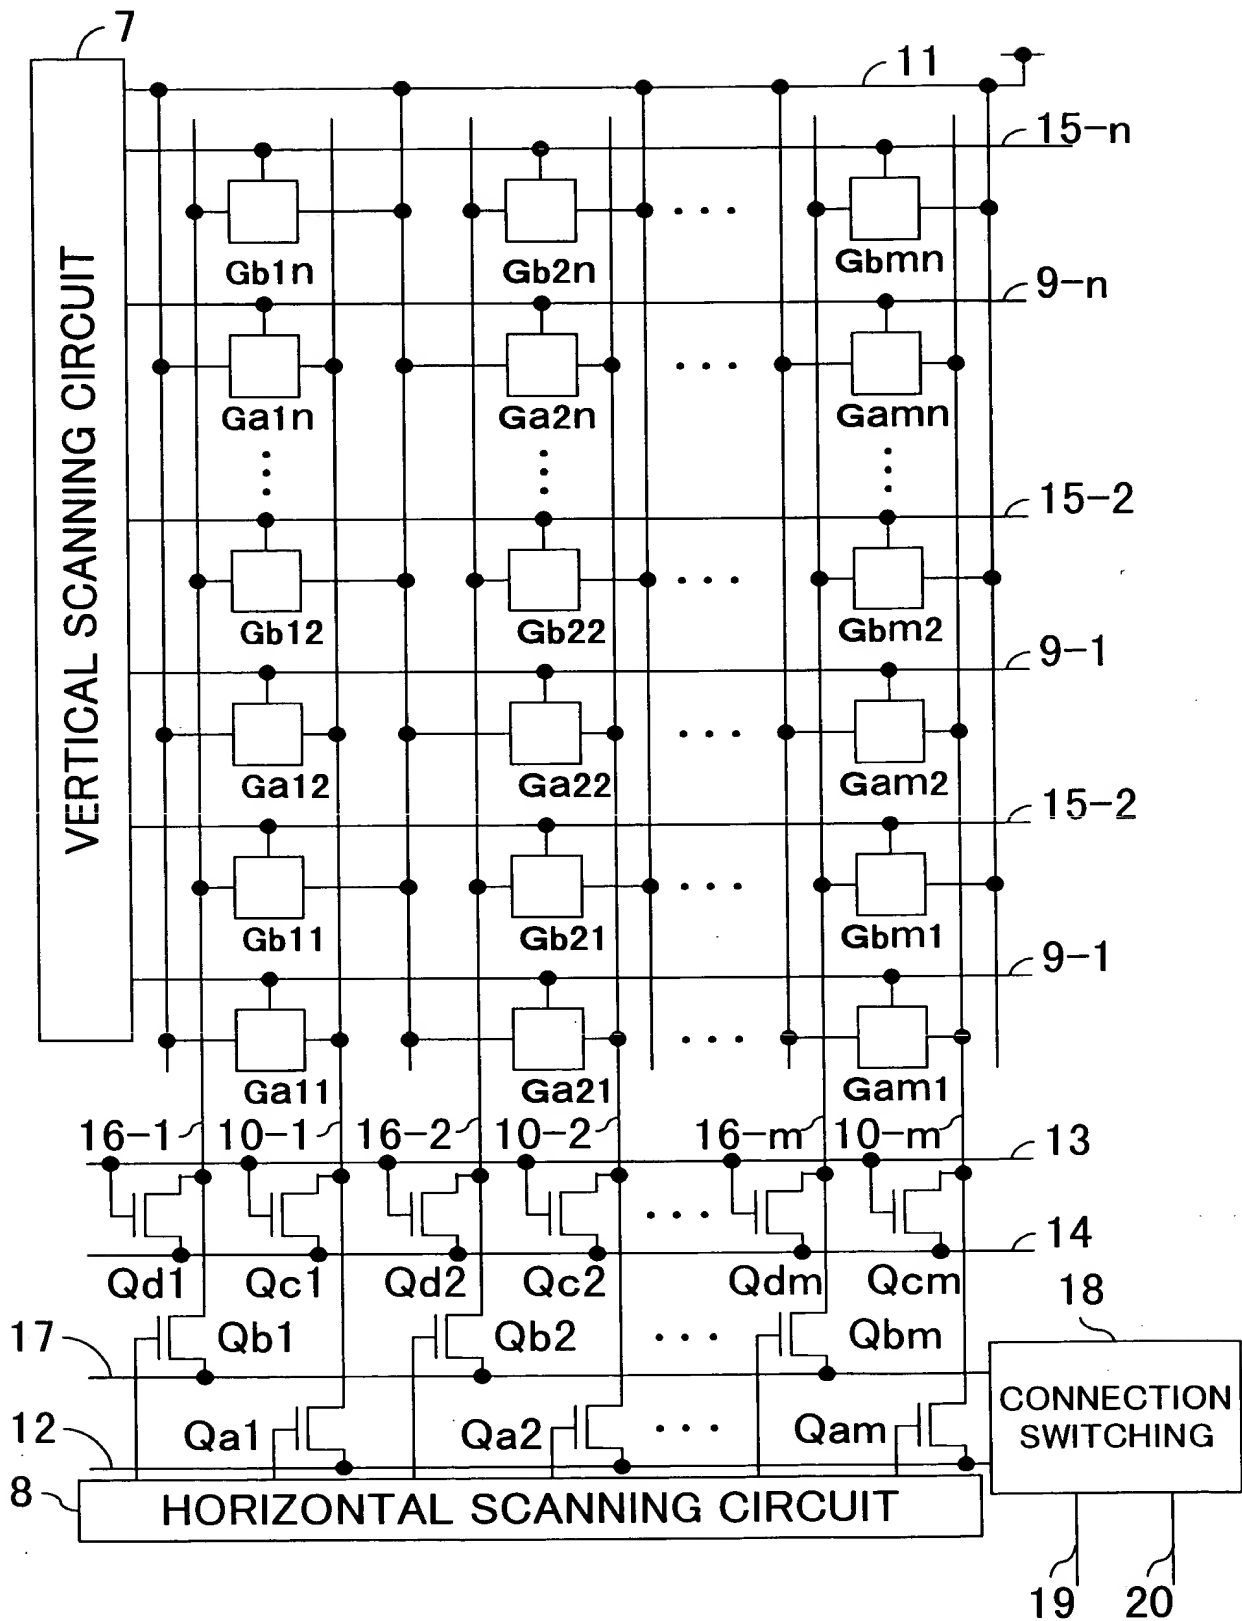 7
11
15-n
Gb1n Gb2n ··· Gbmn
9-n
Ga1n Ga2n ··· Gamn
15-2
Gb12 Gb22 ··· Gbm2
9-1
Ga12 Ga22 ··· Gam2
15-2
Gb11 Gb21 ··· Gbm1
9-1
Ga11 Ga21 ··· Gam1
VERTICAL SCANNING CIRCUIT
16-1 10-1 16-2 10-2 16-m 10-m
13
14
Qd1 Qc1 Qd2 Qc2 ··· Qdm Qcm
18
17
Qb1 Qb2 ··· Qbm
CONNECTION
SWITCHING
12
Qa1 Qa2 ··· Qam
8
HORIZONTAL SCANNING CIRCUIT
19 20